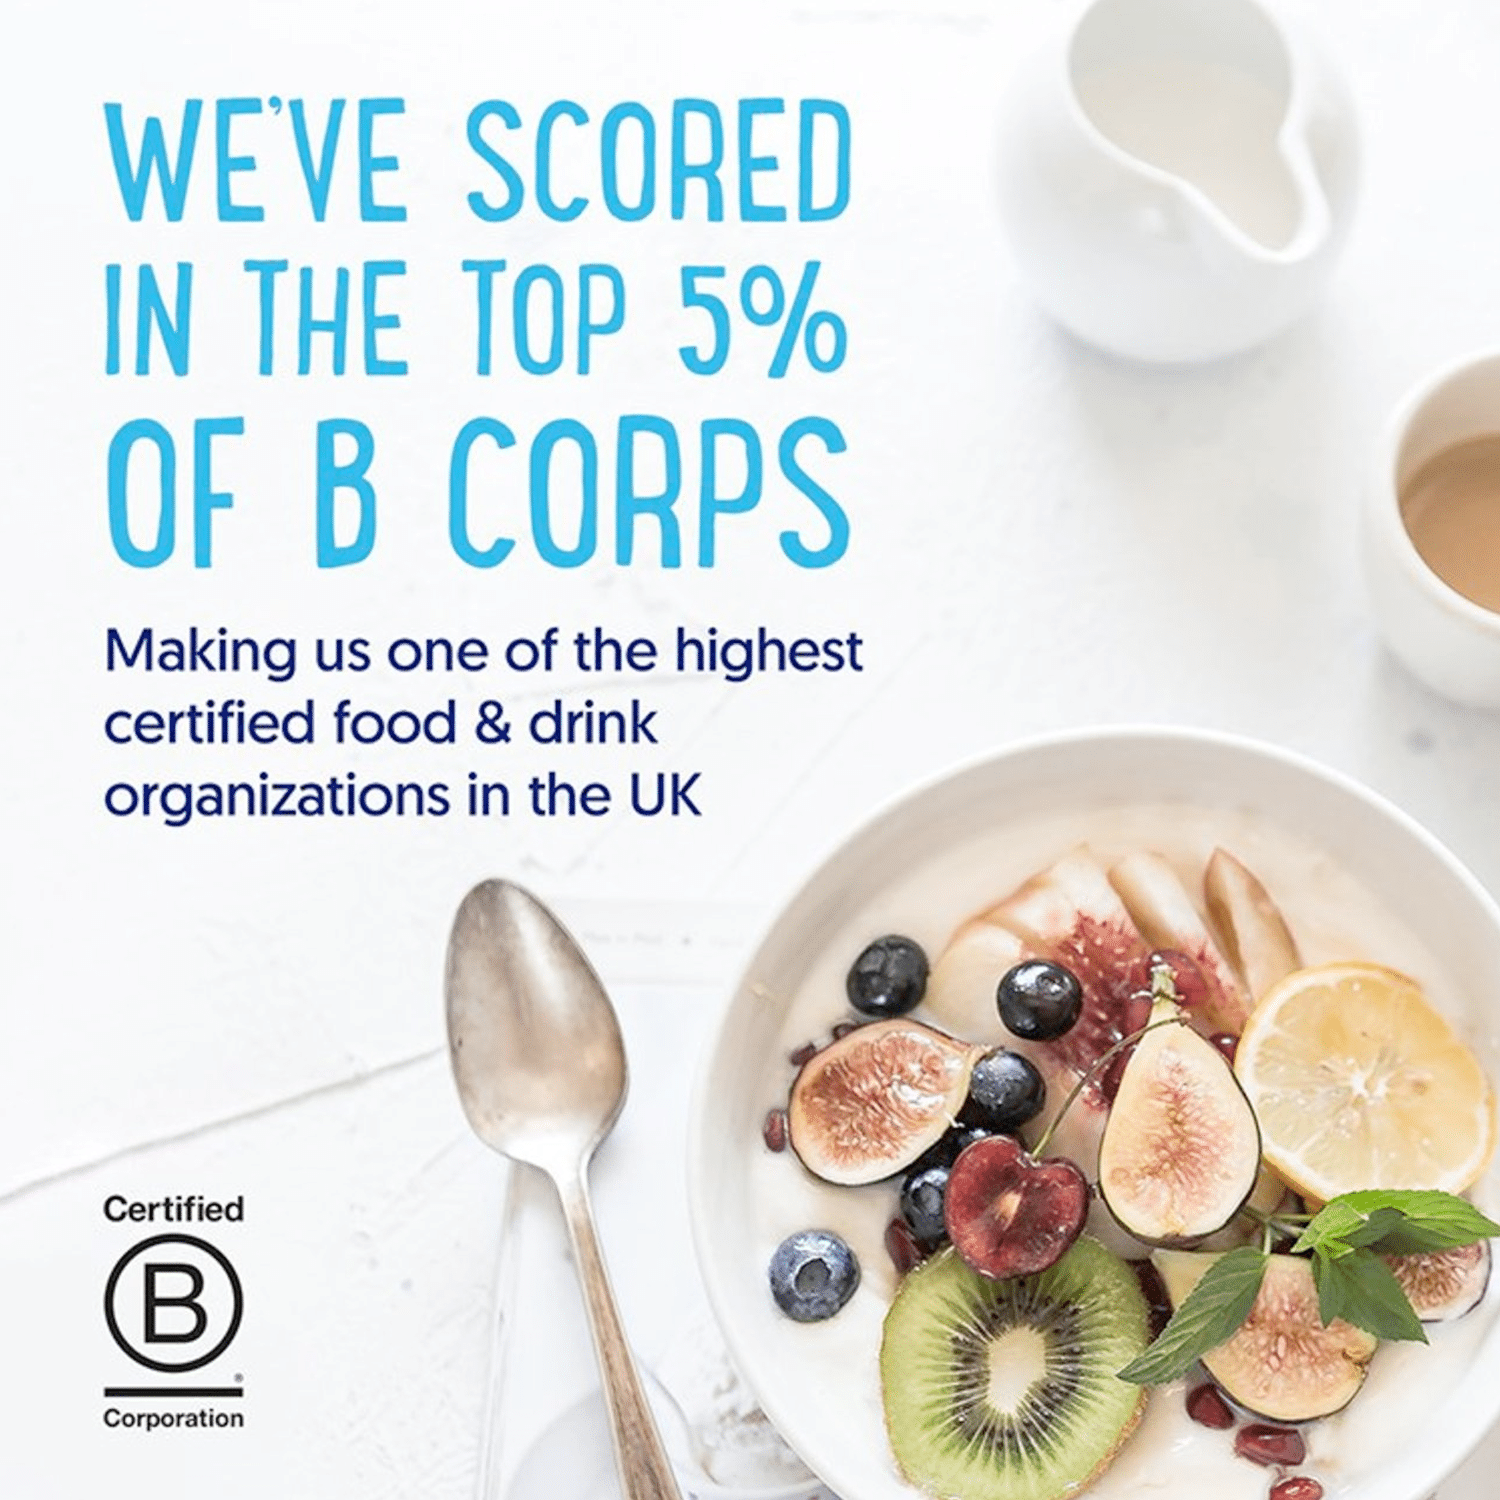 WE'VE SCORED
IN THE TOP 5%
OF B CORPS
Making us one of the highest
certified food & drink
organizations in the UK
Certified
B
®
Corporation